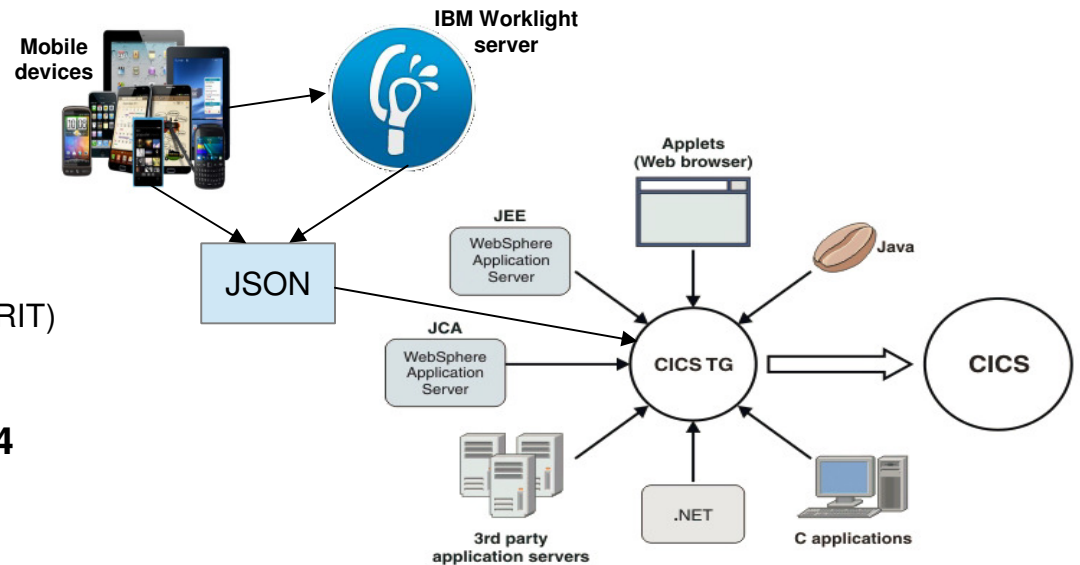 IBM Worklight
server
Mobile
devices
Applets
(Web browser)
JEE
WebSphere
Application
Server
Java
JSON
RIT)
JCA
WebSphere
Application
Server
CICS TG
CICS
4
.NET
3rd party
application servers
C applications